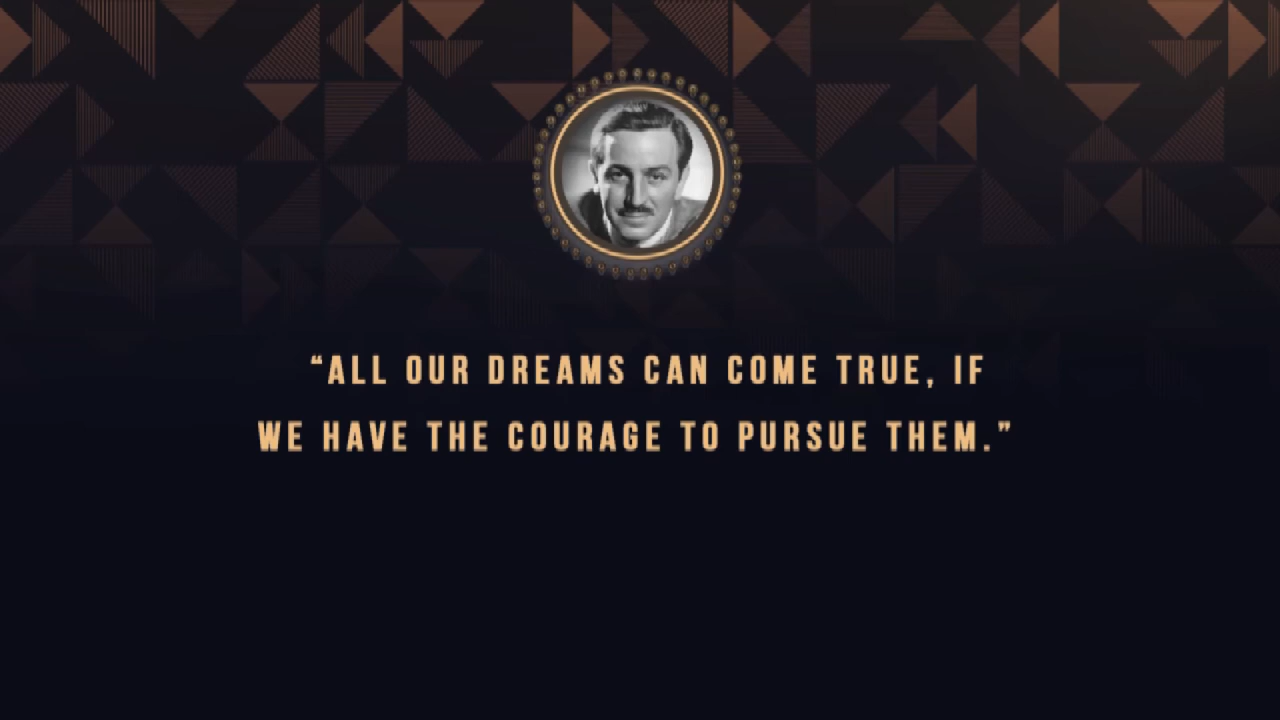 “ALL OUR DREAMS CAN COME TRUE, IF
WE HAVE THE COURAGE TO PURSUE THEM.”